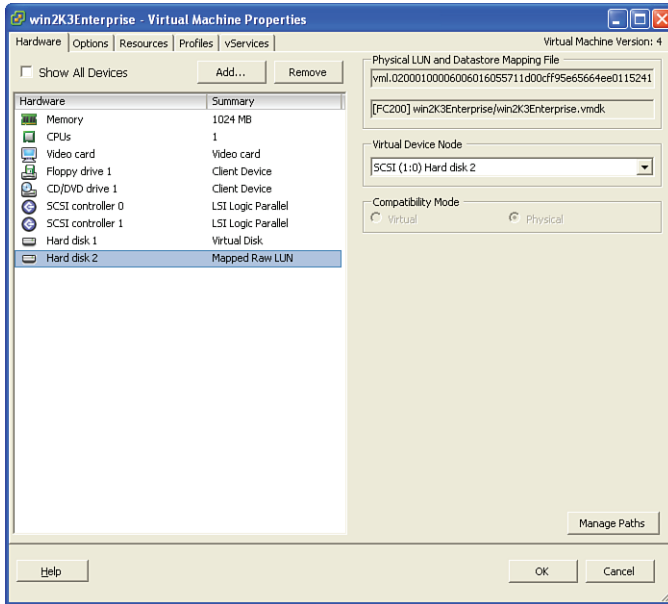 win2K3Enterprise - Virtual Machine Properties
Hardware Options Resources Profiles vServices Virtual Machine Version: 4
Show All Devices Add... Remove
Hardware Summary
Memory 1024 MB
CPUs 1
Video card Video card
Floppy drive 1 Client Device
CD/DVD drive 1 Client Device
SCSI controller 0 LSI Logic Parallel
SCSI controller 1 LSI Logic Parallel
Hard disk 1 Virtual Disk
Hard disk 2 Mapped Raw LUN
Physical LUN and Datastore Mapping File
vml.02000100006006016055711d00cff95e65664ee0115241
[FC200] win2K3Enterprise/win2K3Enterprise.vmdk
Virtual Device Node
SCSI (1:0) Hard disk 2
Compatibility Mode
Virtual Physical
Manage Paths
Help OK Cancel